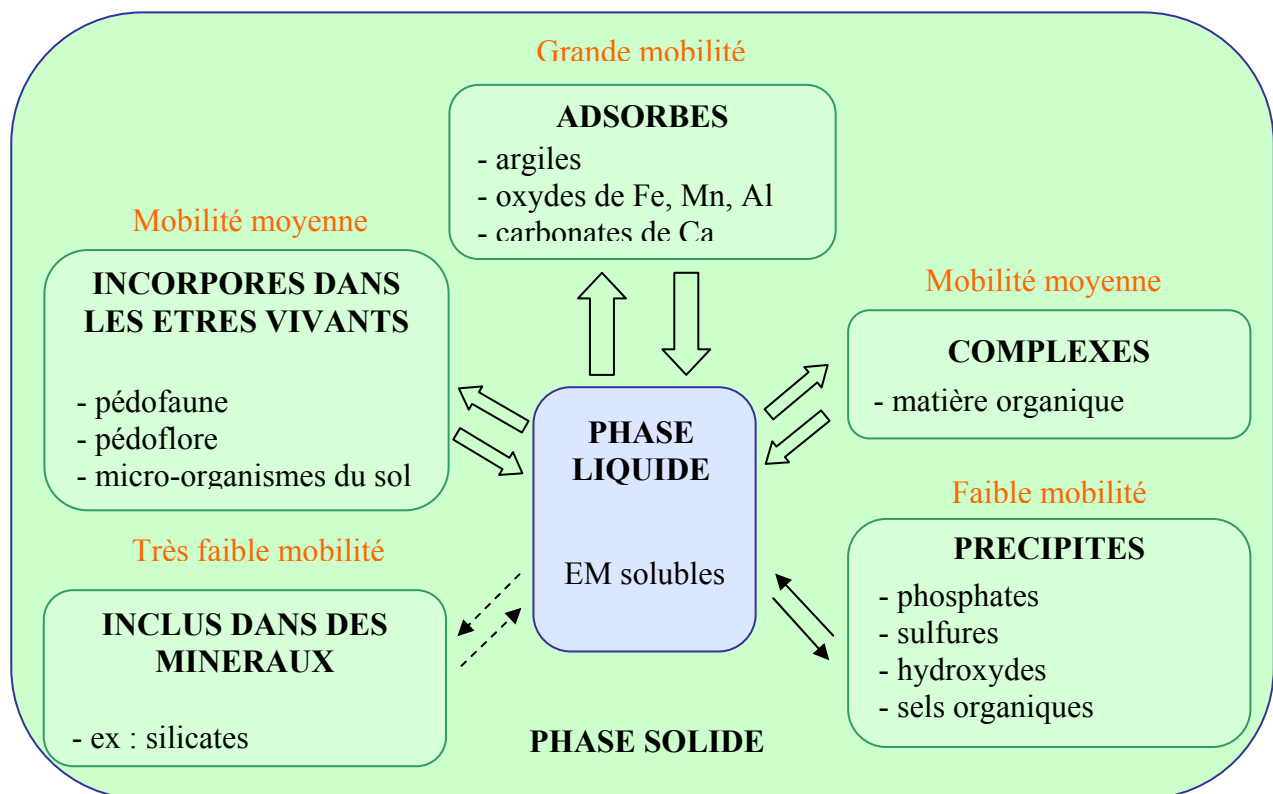 Grande mobilité
ADSORBES
- argiles
- oxydes de Fe, Mn, Al
- carbonates de Ca
Mobilité moyenne
INCORPORES DANS
LES ETRES VIVANTS
- pédofaune
- pédoflore
- micro-organismes du sol
Mobilité moyenne
COMPLEXES
- matière organique
PHASE
LIQUIDE
EM solubles
Très faible mobilité
INCLUS DANS DES
MINERAUX
- ex : silicates
Faible mobilité
PRECIPITES
- phosphates
- sulfures
- hydroxydes
- sels organiques
PHASE SOLIDE